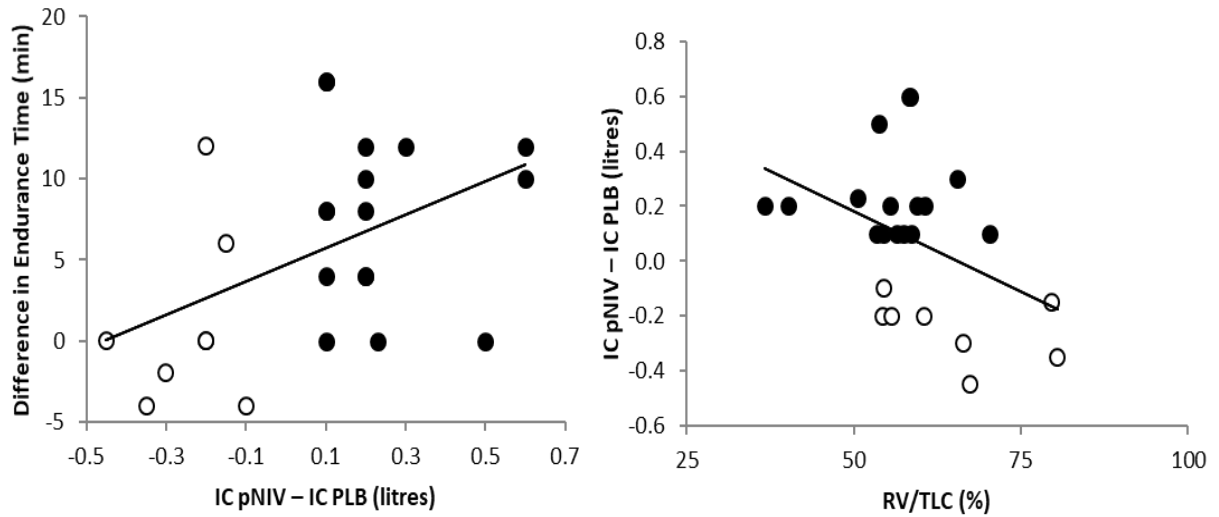 Difference in Endurance Time (min)
20
15
10
5
0
-5
-0.5 -0.3 -0.1 0.1 0.3 0.5 0.7
IC pNIV – IC PLB (litres)
IC pNIV – IC PLB (litres)
0.8
0.6
0.4
0.2
0.0
-0.2
-0.4
-0.6
25 50 75 100
RV/TLC (%)